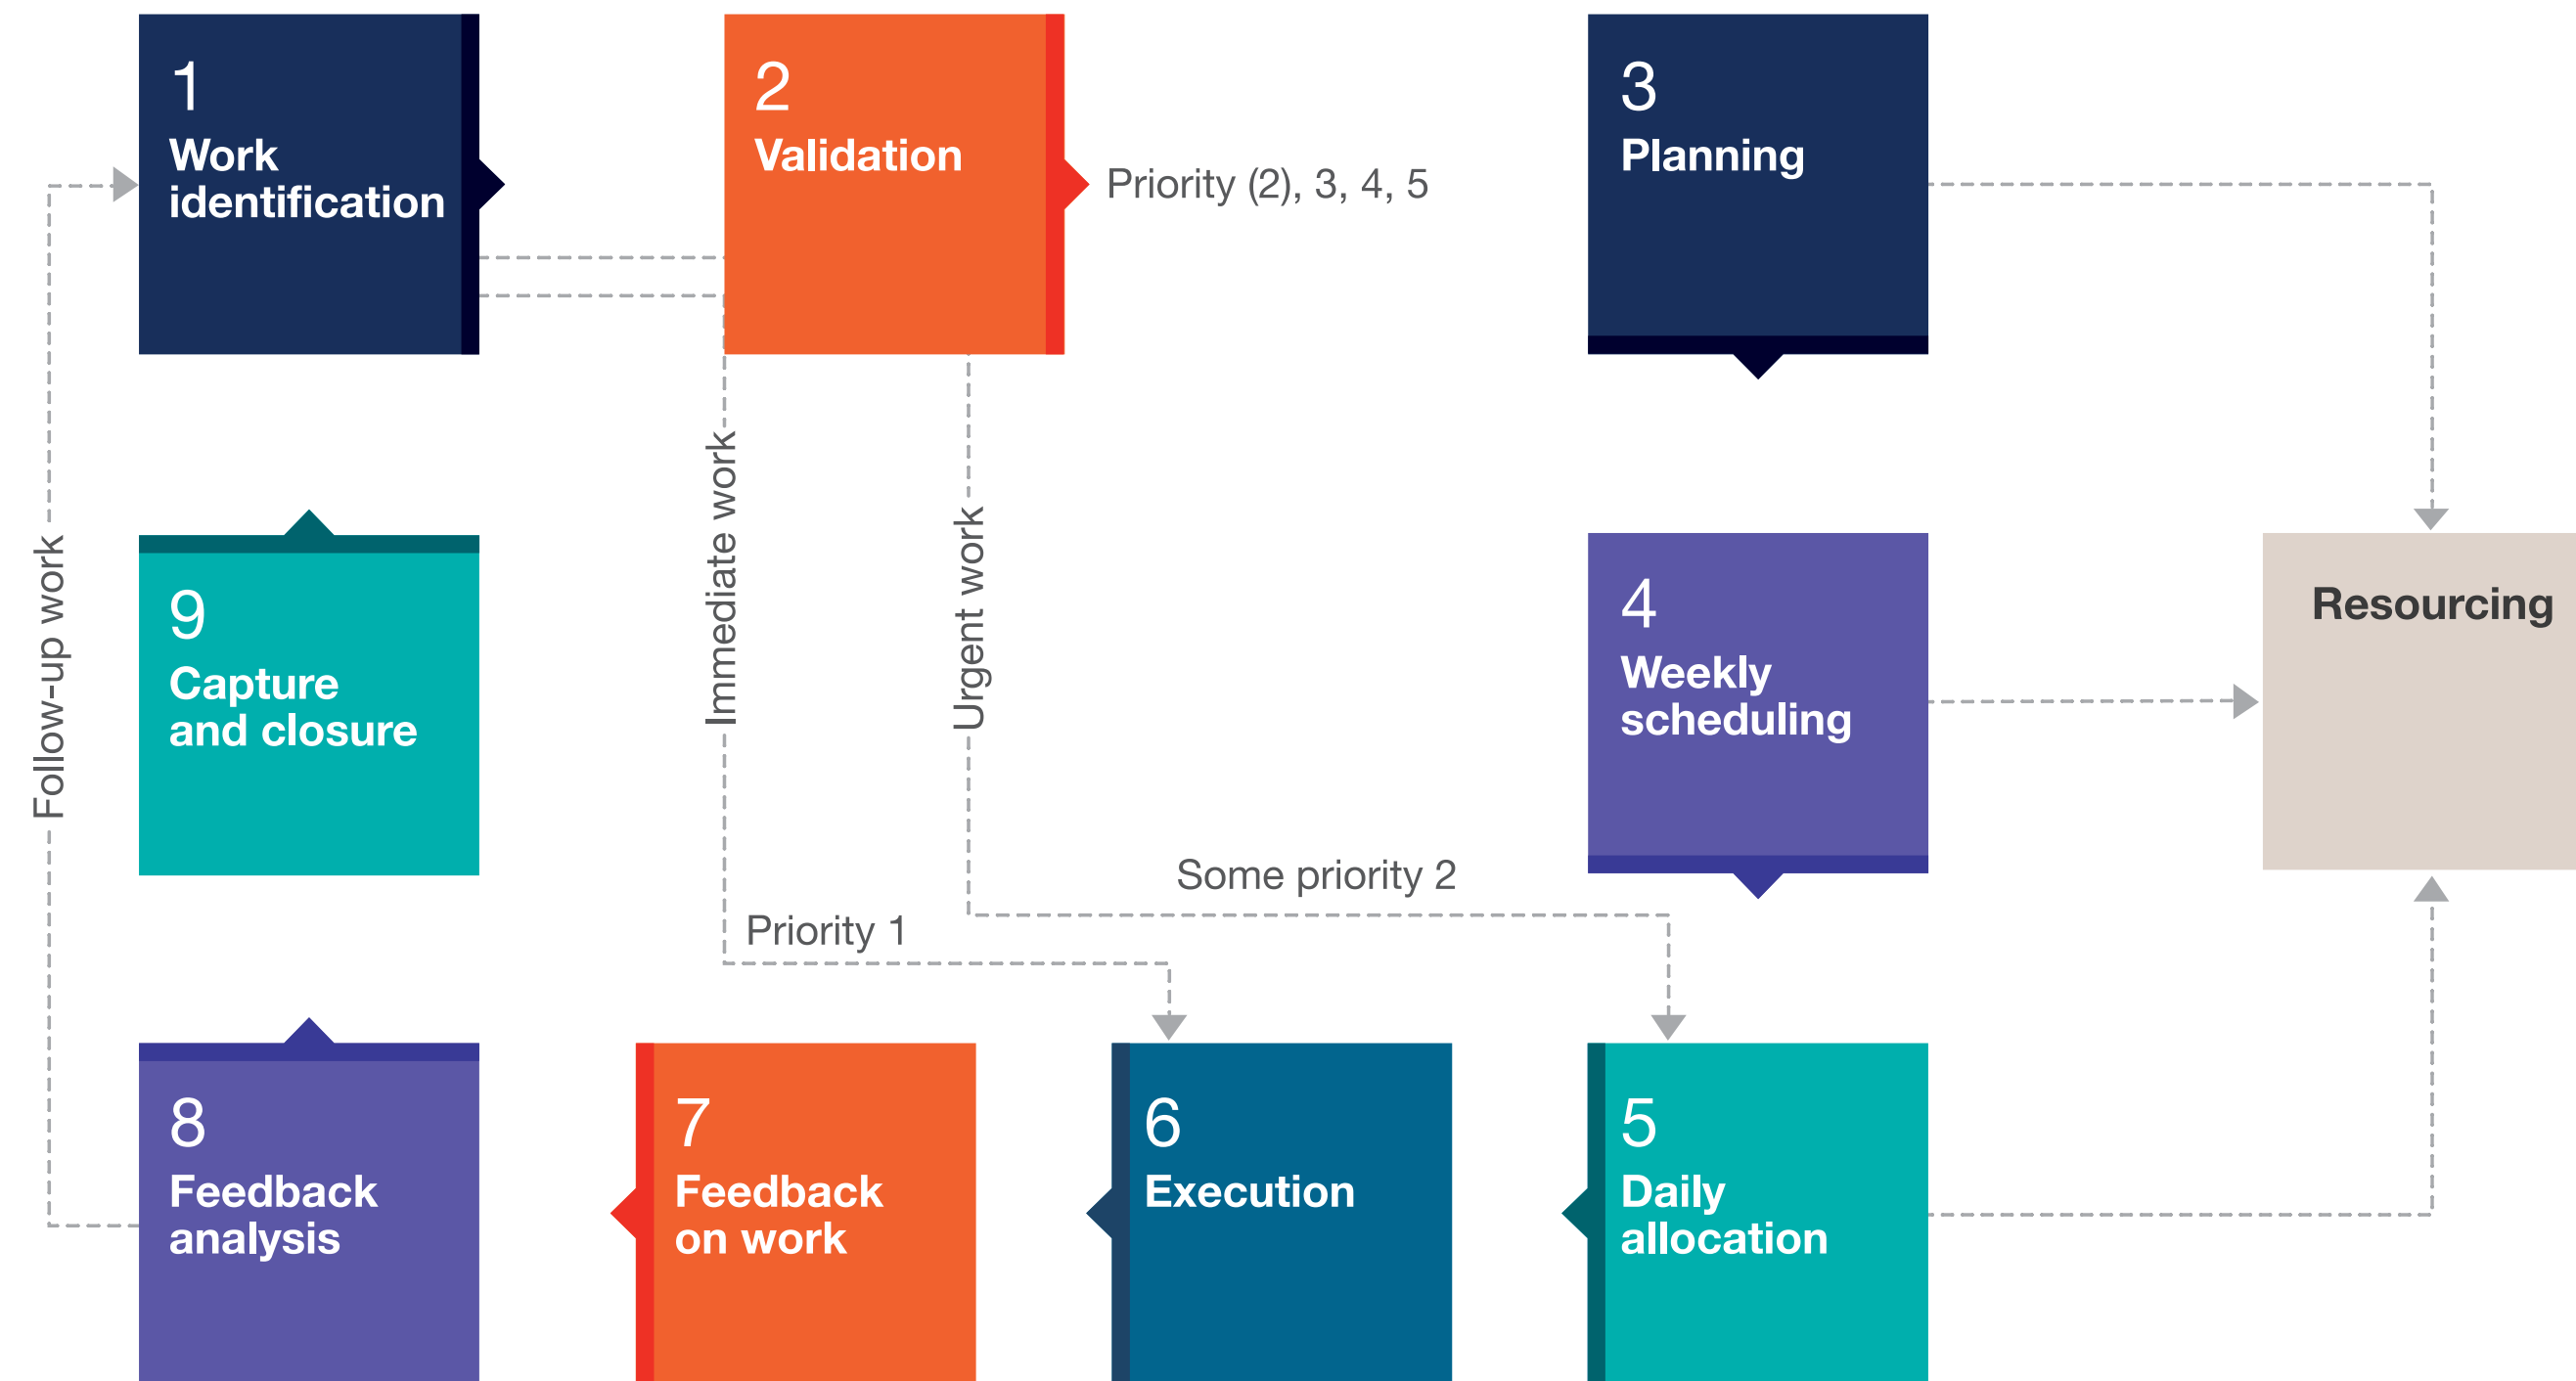 1
Work
identification
2
Validation
Priority (2), 3, 4, 5
3
Planning
Follow-up work
9
Capture
and closure
Immediate work
Urgent work
4
Weekly
scheduling
Resourcing
Some priority 2
Priority 1
8
Feedback
analysis
7
Feedback
on work
6
Execution
5
Daily
allocation